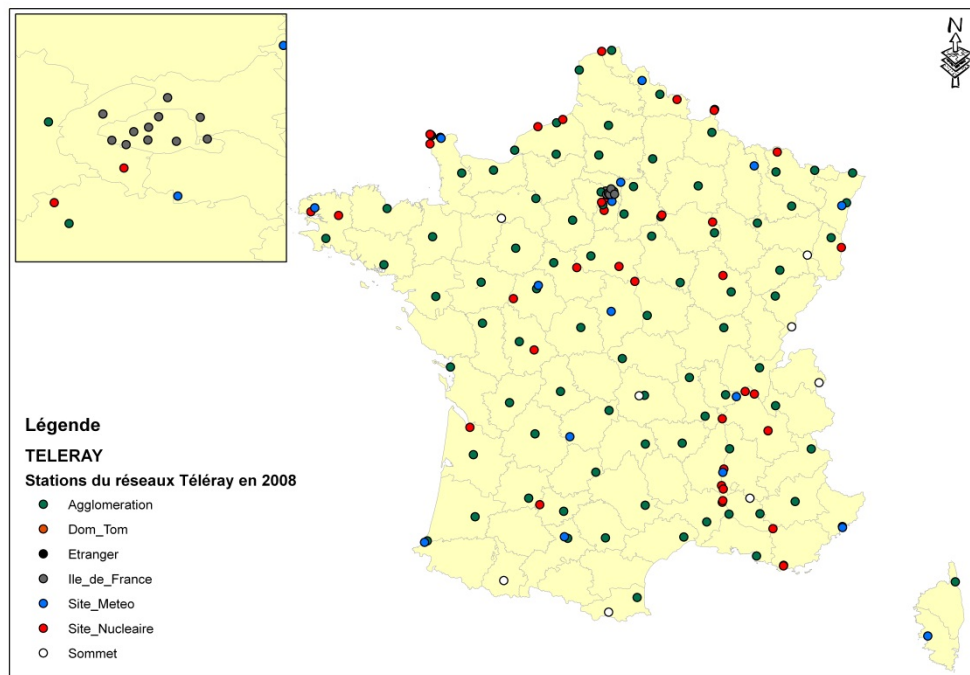 N
Légende
TELERAY
Stations du réseaux Téléray en 2008
Agglomeration
Dom_Tom
Etranger
Ile_de_France
Site_Meteo
Site_Nucleaire
Sommet